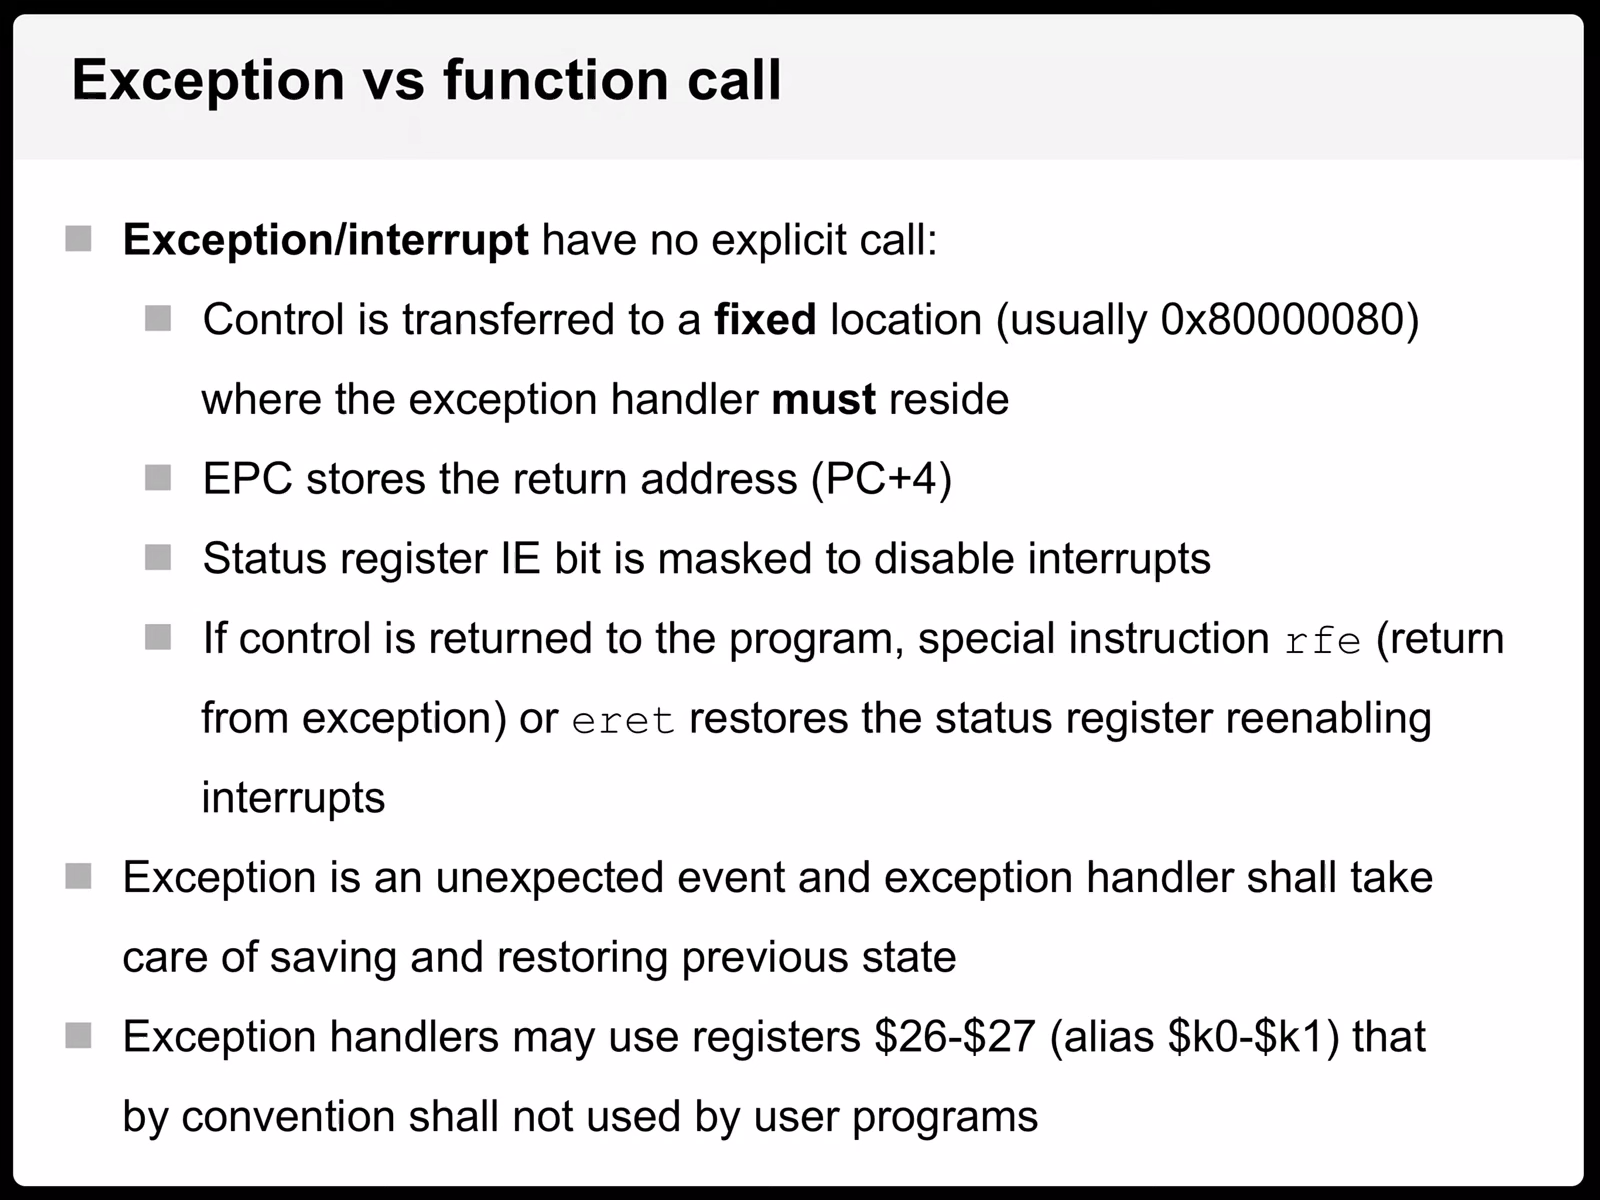 Exception vs function call
Exception/interrupt have no explicit call:
Control is transferred to a fixed location (usually 0x80000080)
where the exception handler must reside
EPC stores the return address (PC+4)
Status register IE bit is masked to disable interrupts
If control is returned to the program, special instruction rfe (return
from exception) or eret restores the status register reenabling
interrupts
Exception is an unexpected event and exception handler shall take
care of saving and restoring previous state
Exception handlers may use registers $26-$27 (alias $k0-$k1) that
by convention shall not used by user programs